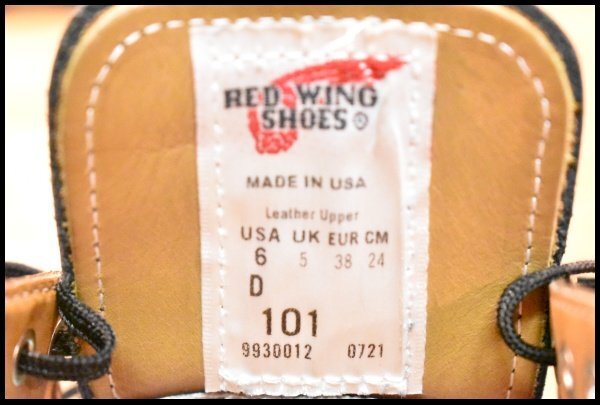 RED WING
SHOES®
MADE IN USA
Leather Upper
USA UK EUR CM
6 5 38 24
D
101
9930012 0721